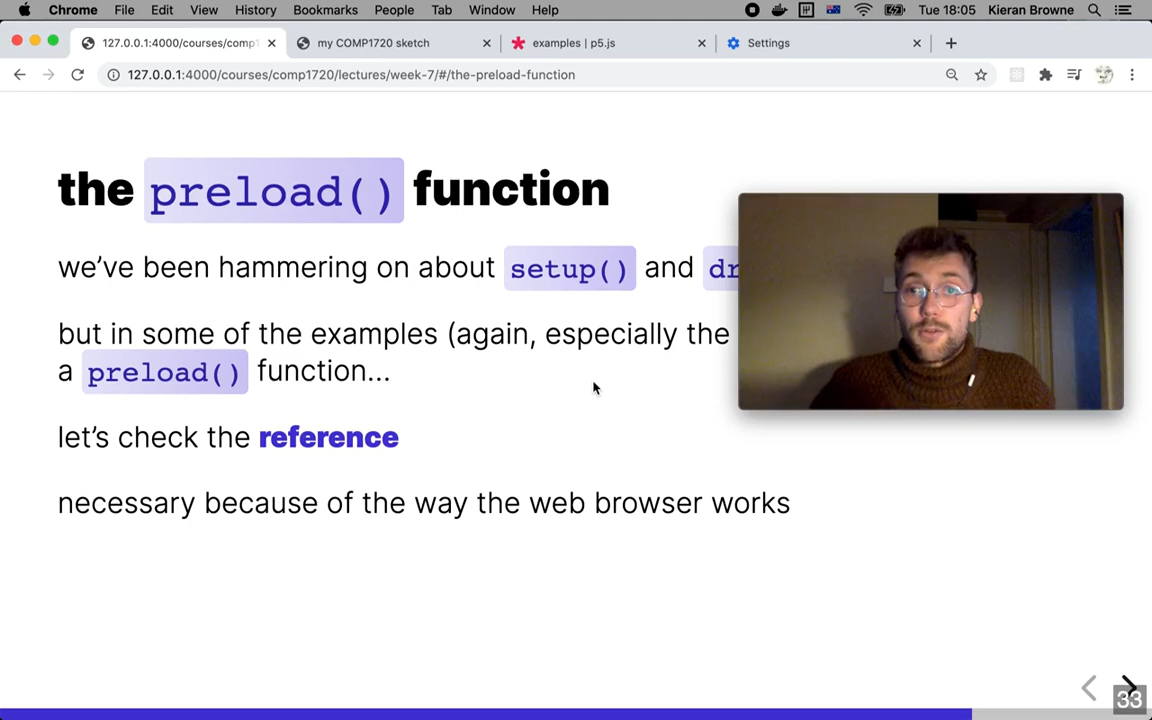 Chrome File Edit View History Bookmarks People Tab Window Help Tue 18:05 Kieran Browne
127.0.0.1:4000/courses/comp1 my COMP1720 sketch examples | p5.js Settings
127.0.0.1:4000/courses/comp1720/lectures/week-7/#/the-preload-function
the preload() function
we've been hammering on about setup() and dr
but in some of the examples (again, especially the
a preload() function...
let's check the reference
necessary because of the way the web browser works
33